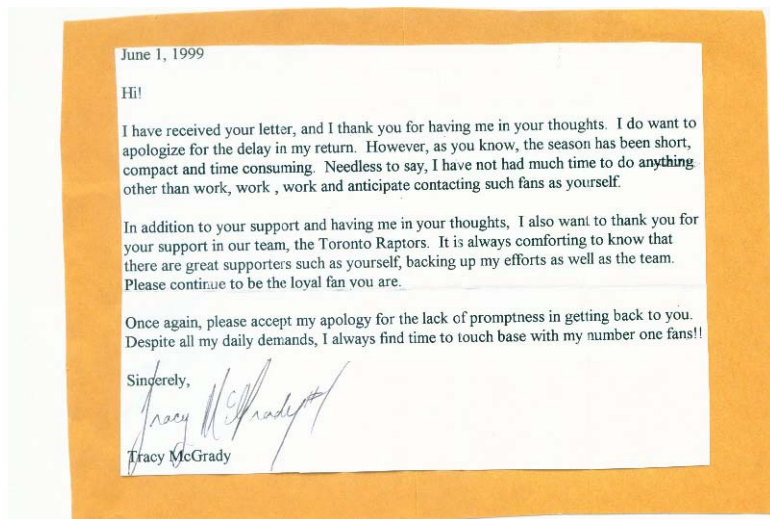 June 1, 1999
Hi!
I have received your letter, and I thank you for having me in your thoughts. I do want to
apologize for the delay in my return. However, as you know, the season has been short,
compact and time consuming. Needless to say, I have not had much time to do anything
other than work, work , work and anticipate contacting such fans as yourself.
In addition to your support and having me in your thoughts, I also want to thank you for
your support in our team, the Toronto Raptors. It is always comforting to know that
there are great supporters such as yourself, backing up my efforts as well as the team.
Please continue to be the loyal fan you are.
Once again, please accept my apology for the lack of promptness in getting back to you.
Despite all my daily demands, I always find time to touch base with my number one fans!!
Sincerely,
Tracy McGrady #1
Tracy McGrady